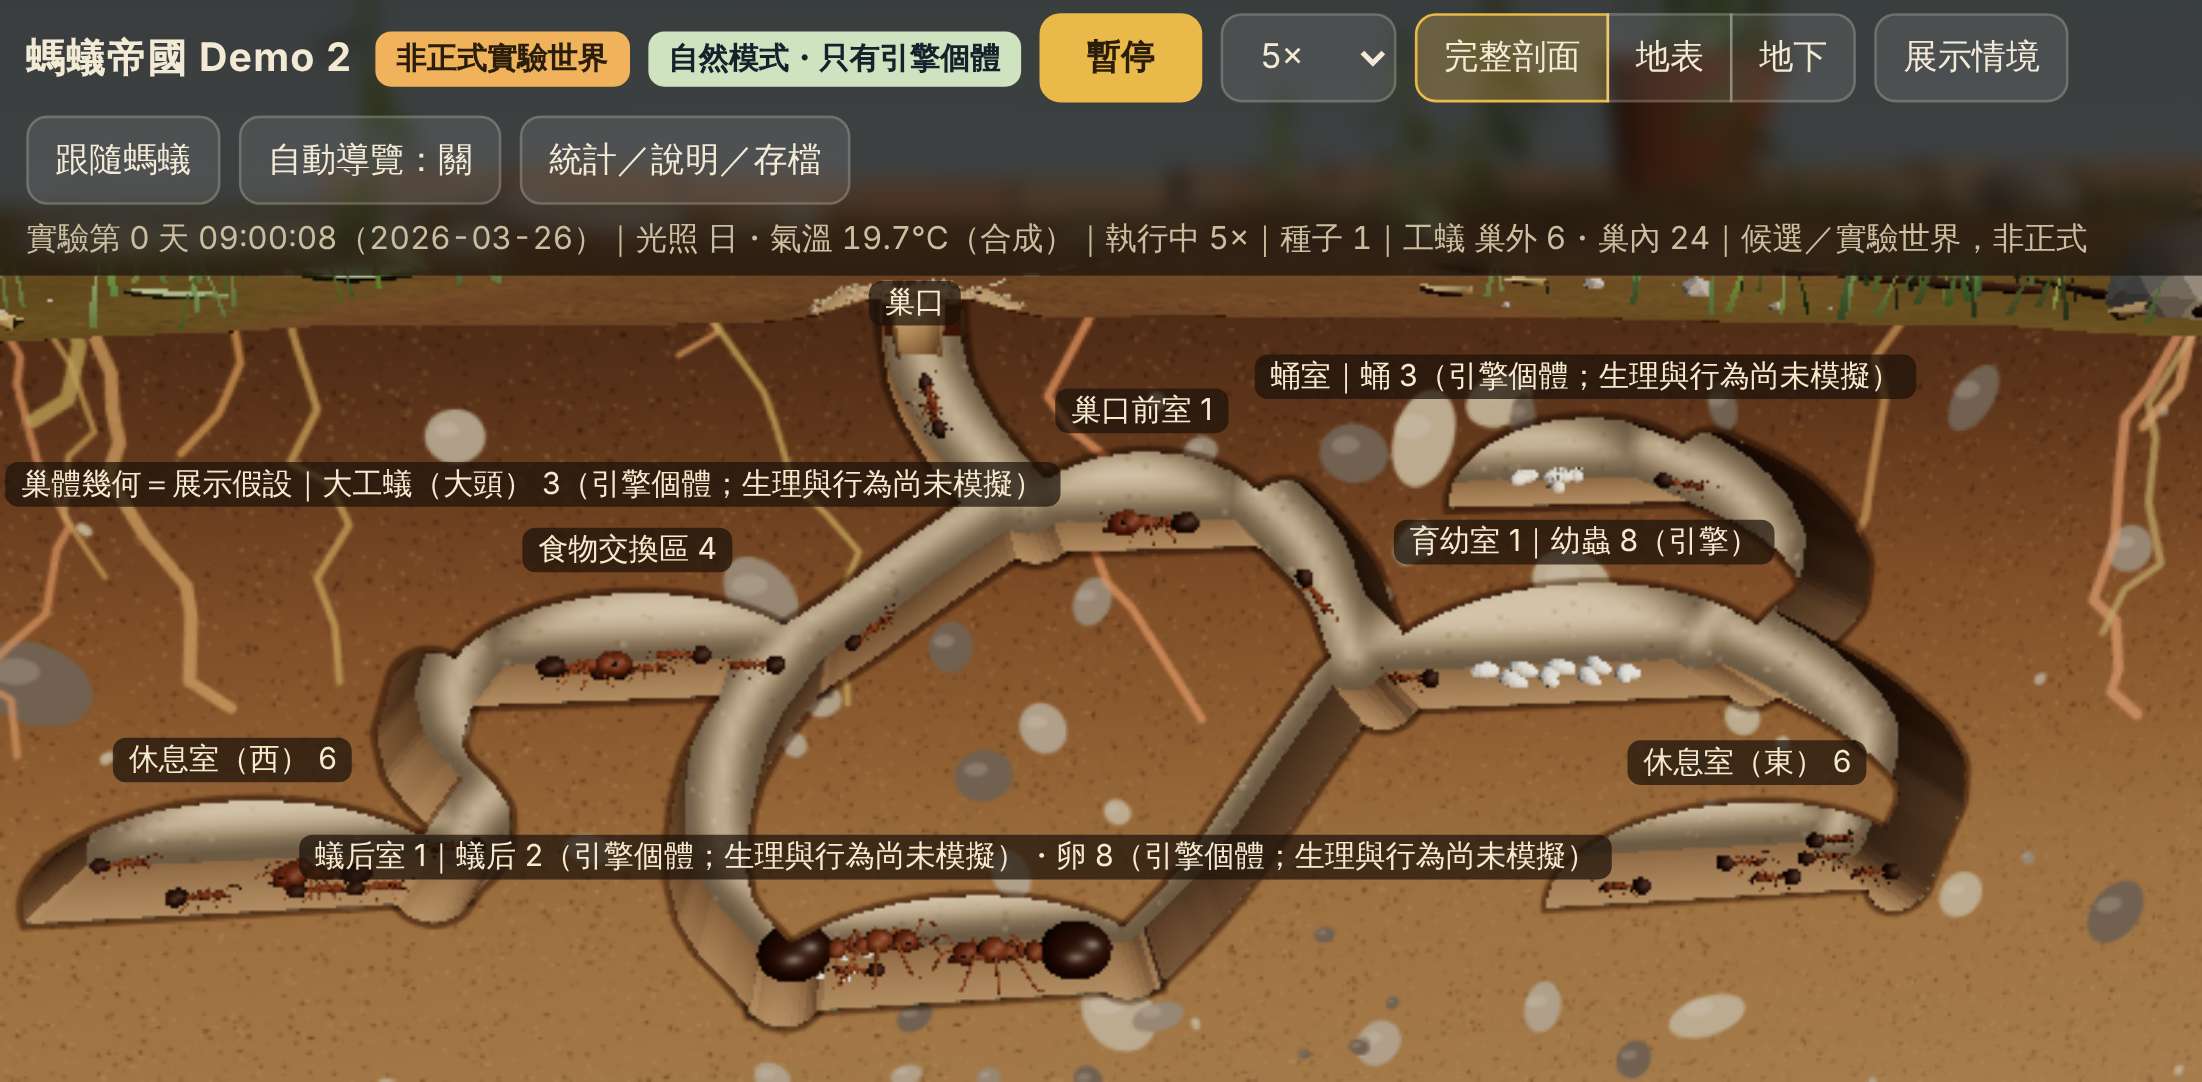 螞蟻帝國 Demo 2 非正式實驗世界 自然模式・只有引擎個體 暫停 5× 完整剖面 地表 地下 展示情境
跟隨螞蟻 自動導覽：關 統計／說明／存檔
實驗第 0 天 09:00:08（2026-03-26）｜光照 日・氣溫 19.7°C（合成）｜執行中 5×｜種子 1｜工蟻 巢外 6・巢內 24｜候選／實驗世界，非正式
巢口
蛹室｜蛹 3（引擎個體；生理與行為尚未模擬）
巢口前室 1
巢體幾何＝展示假設｜大工蟻（大頭） 3（引擎個體；生理與行為尚未模擬）
食物交換區 4
育幼室 1｜幼蟲 8（引擎）
休息室（西） 6
休息室（東） 6
蟻后室 1｜蟻后 2（引擎個體；生理與行為尚未模擬）・卵 8（引擎個體；生理與行為尚未模擬）